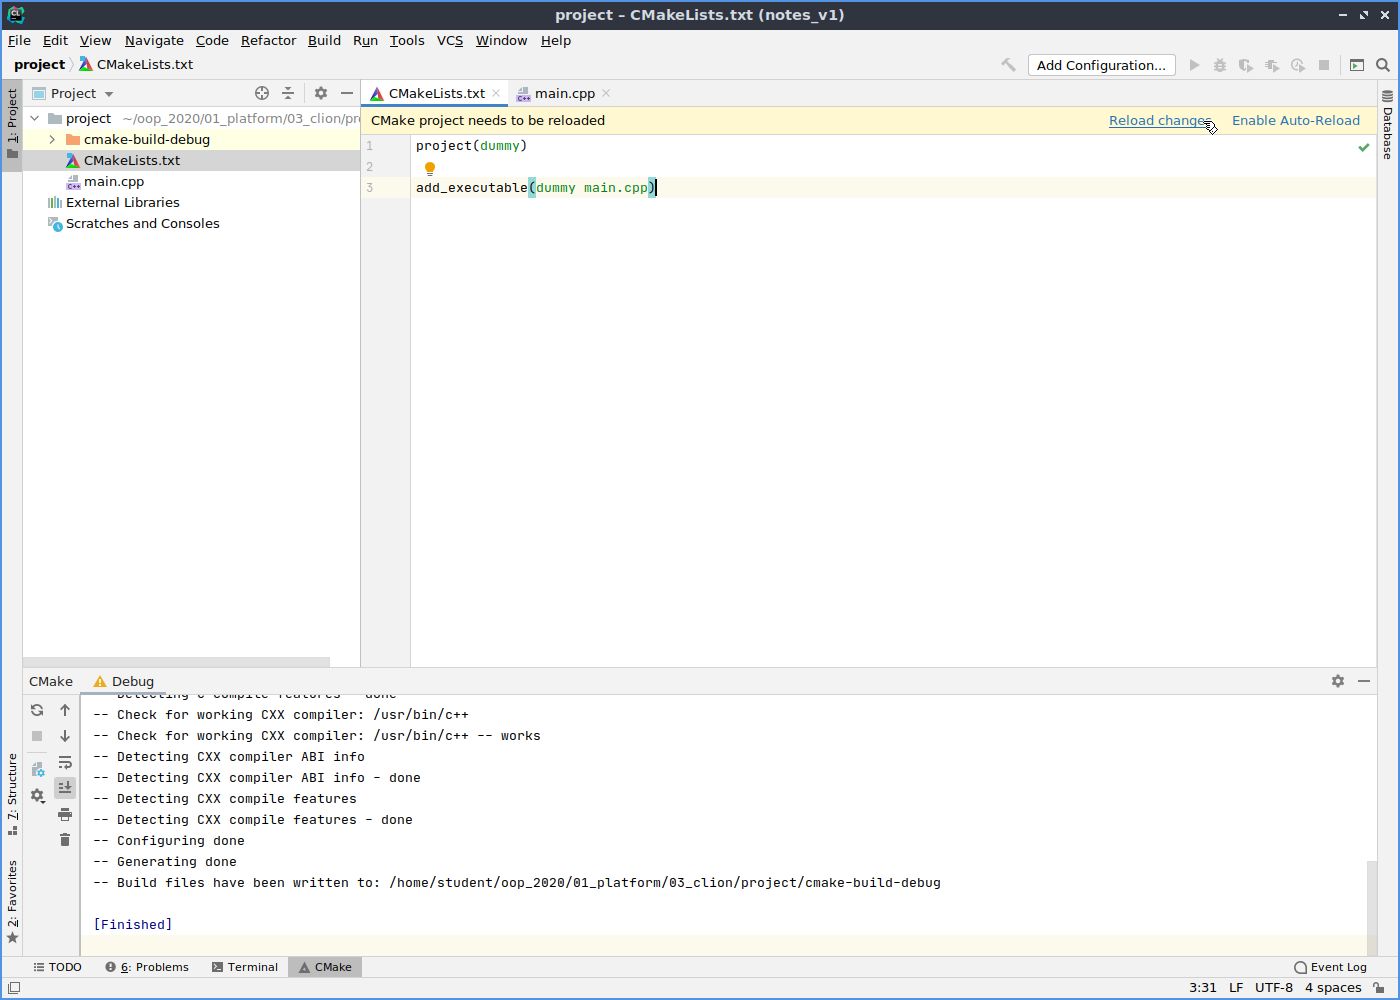 project – CMakeLists.txt (notes_v1)
File Edit View Navigate Code Refactor Build Run Tools VCS Window Help
project CMakeLists.txt
Add Configuration...
1: Project
Project
CMakeLists.txt
main.cpp
Database
CMake project needs to be reloaded
Reload changes
Enable Auto-Reload
project ~/oop_2020/01_platform/03_clion/pr
cmake-build-debug
CMakeLists.txt
main.cpp
External Libraries
Scratches and Consoles
1 project(dummy)
2
3 add_executable(dummy main.cpp)
CMake Debug
-- Detecting C compile features - done
-- Check for working CXX compiler: /usr/bin/c++
-- Check for working CXX compiler: /usr/bin/c++ -- works
-- Detecting CXX compiler ABI info
-- Detecting CXX compiler ABI info - done
-- Detecting CXX compile features
-- Detecting CXX compile features - done
-- Configuring done
-- Generating done
-- Build files have been written to: /home/student/oop_2020/01_platform/03_clion/project/cmake-build-debug
[Finished]
7: Structure
2: Favorites
TODO 6: Problems Terminal CMake Event Log
3:31 LF UTF-8 4 spaces